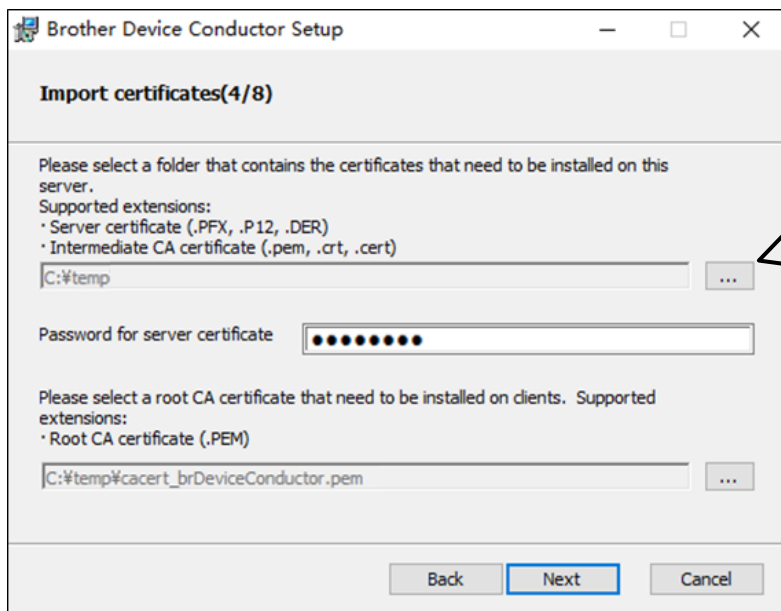 Brother Device Conductor Setup
Import certificates(4/8)
Please select a folder that contains the certificates that need to be installed on this
server.
Supported extensions:
・Server certificate (.PFX, .P12, .DER)
・Intermediate CA certificate (.pem, .crt, .cert)
C:¥temp
...
Password for server certificate
●●●●●●●●
Please select a root CA certificate that need to be installed on clients.  Supported
extensions:
・Root CA certificate (.PEM)
C:¥temp¥cacert_brDeviceConductor.pem
...
Back
Next
Cancel